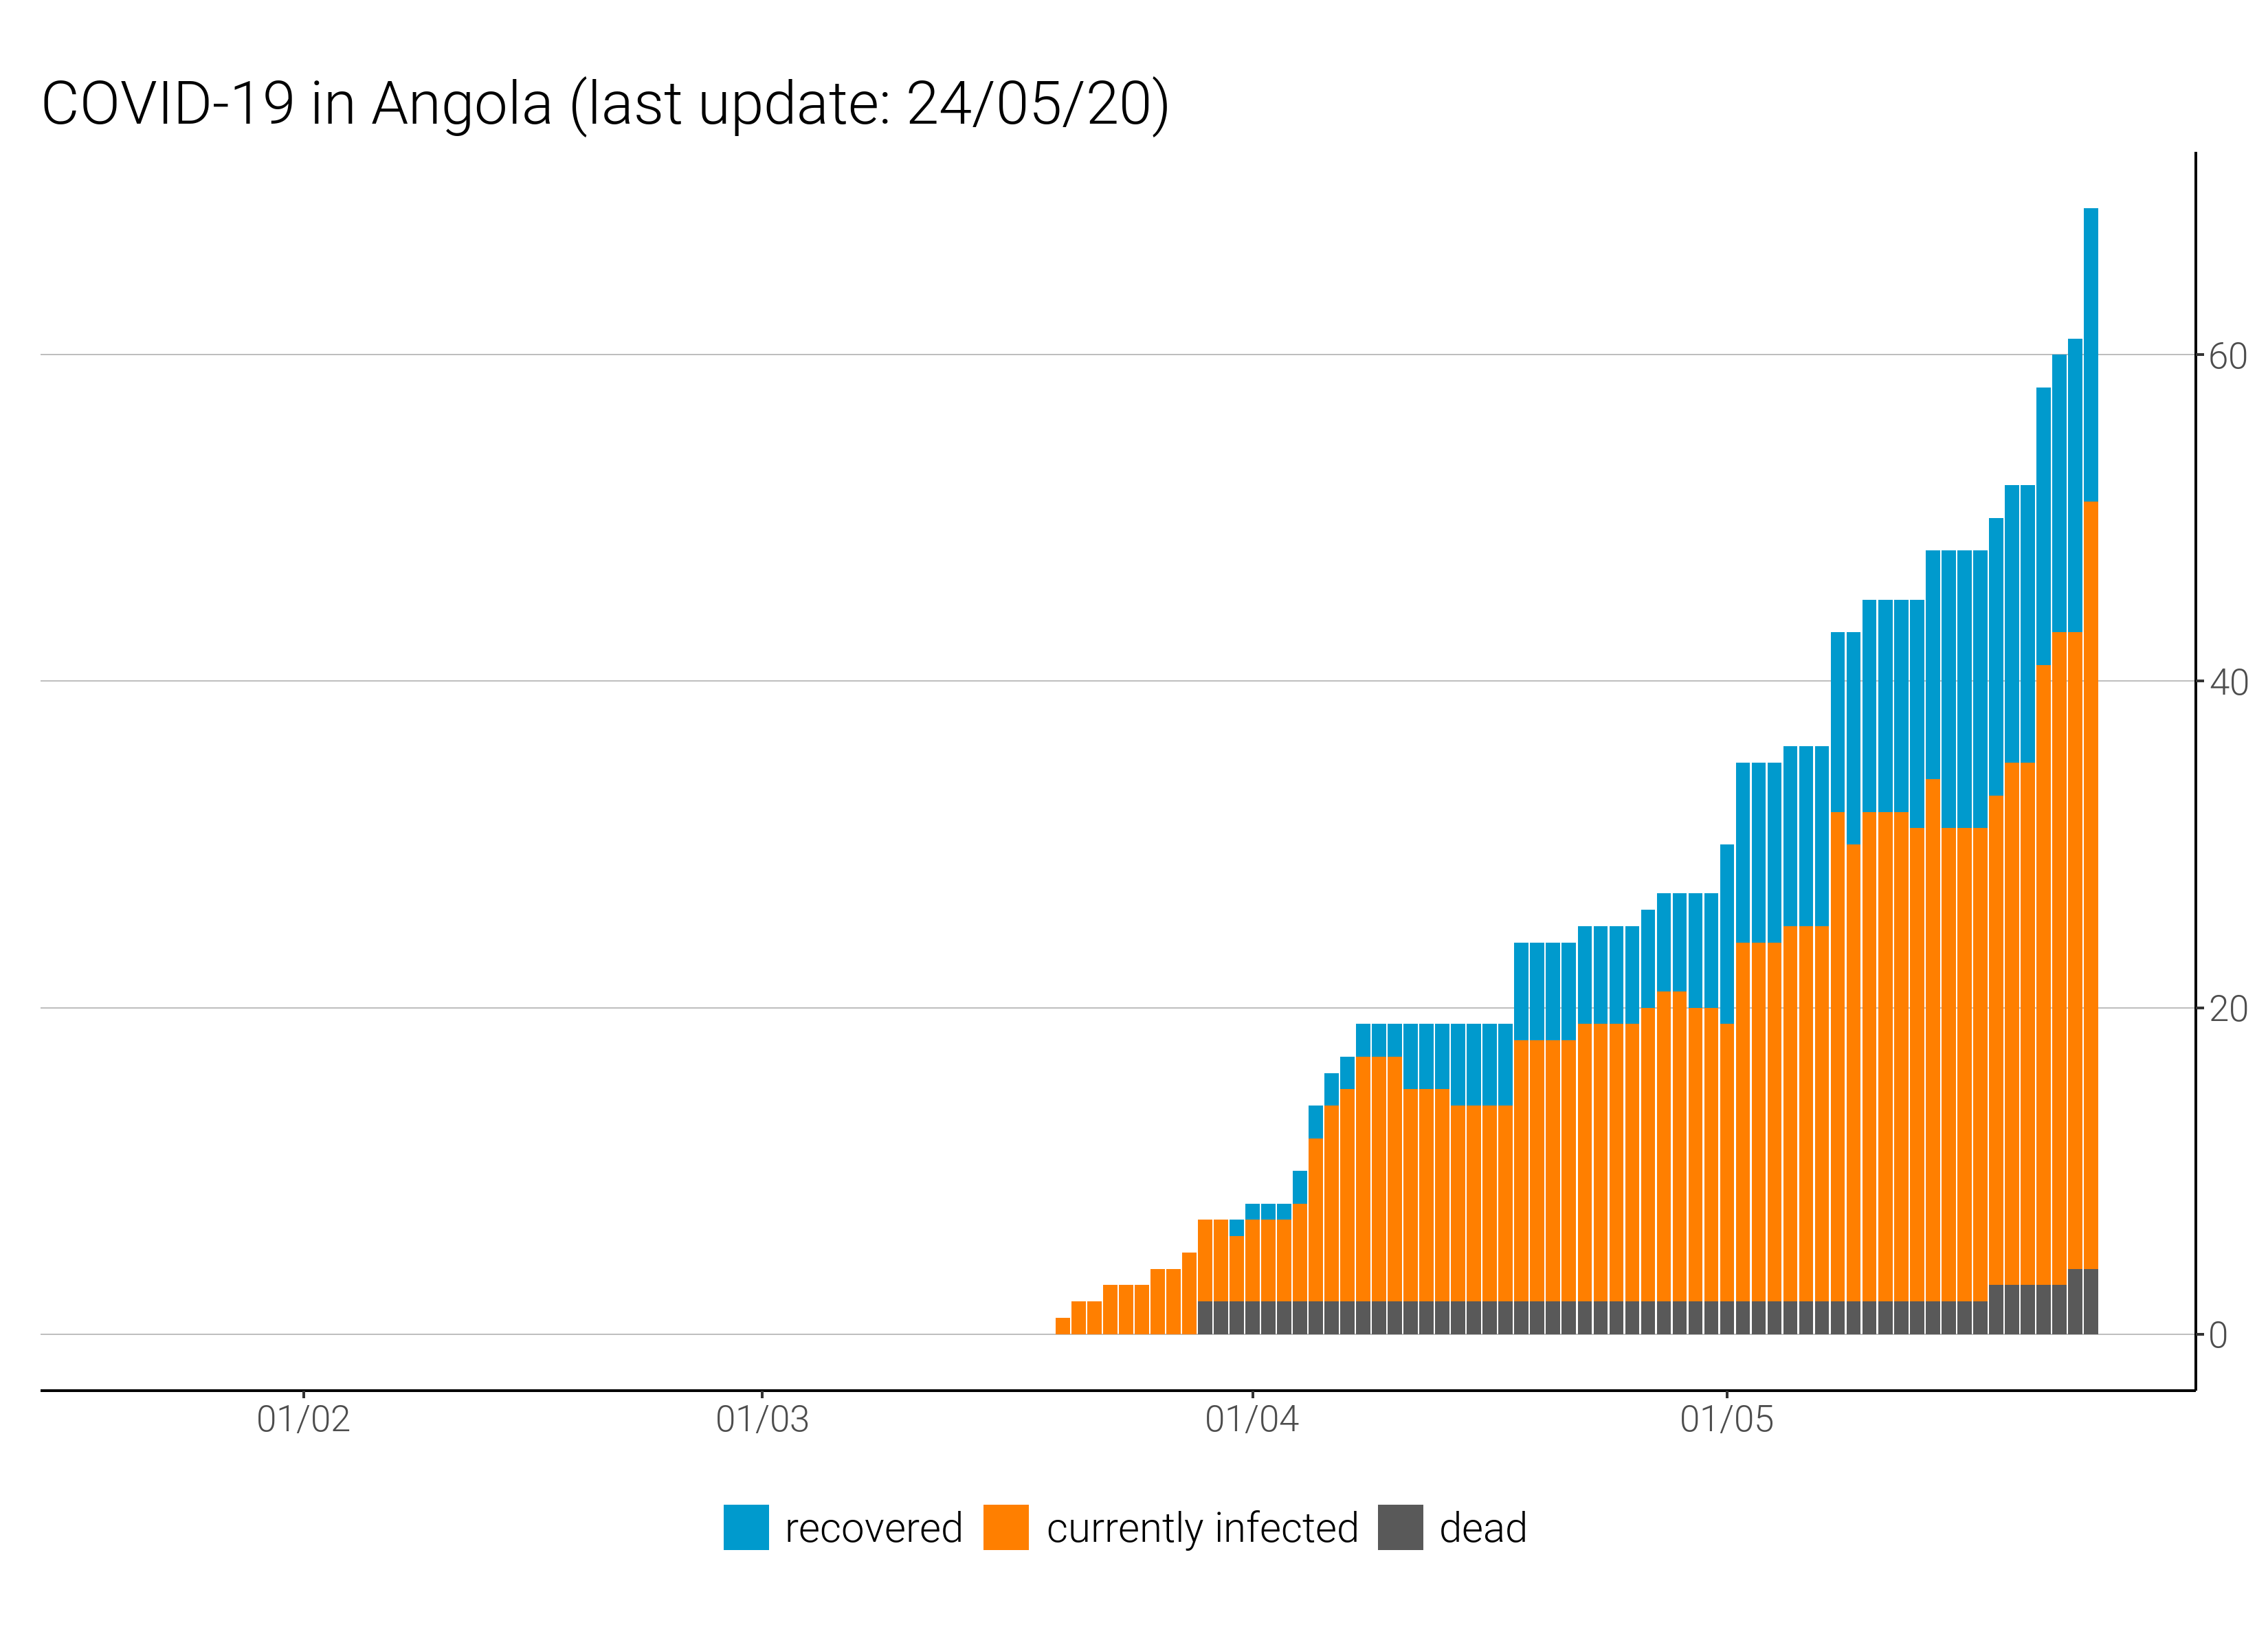 COVID-19 in Angola (last update: 24/05/20)
60
40
20
0
01/02 01/03 01/04 01/05
recovered currently infected dead